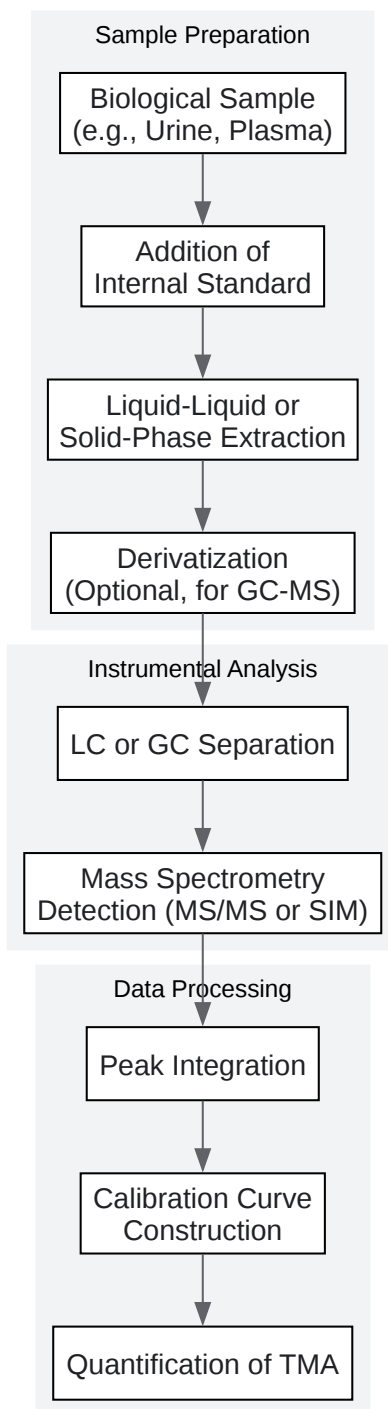 Sample Preparation
Biological Sample
(e.g., Urine, Plasma)
Addition of
Internal Standard
Liquid-Liquid or
Solid-Phase Extraction
Derivatization
(Optional, for GC-MS)
Instrumental Analysis
LC or GC Separation
Mass Spectrometry
Detection (MS/MS or SIM)
Data Processing
Peak Integration
Calibration Curve
Construction
Quantification of TMA